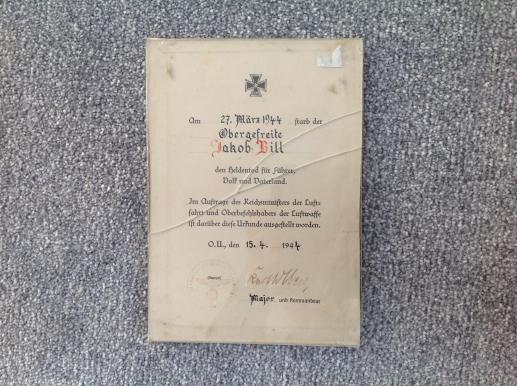 Am 27. März 1944 starb der
Obergefreite
Jakob Bill
den Heldentod für Führer,
Volk und Vaterland.
Im Auftrage des Reichsministers der Luft-
fahrt und Oberbefehlshabers der Luftwaffe
ist darüber diese Urkunde ausgestellt worden.
O.U., den 15. 4. 1944
Major und Kommandeur